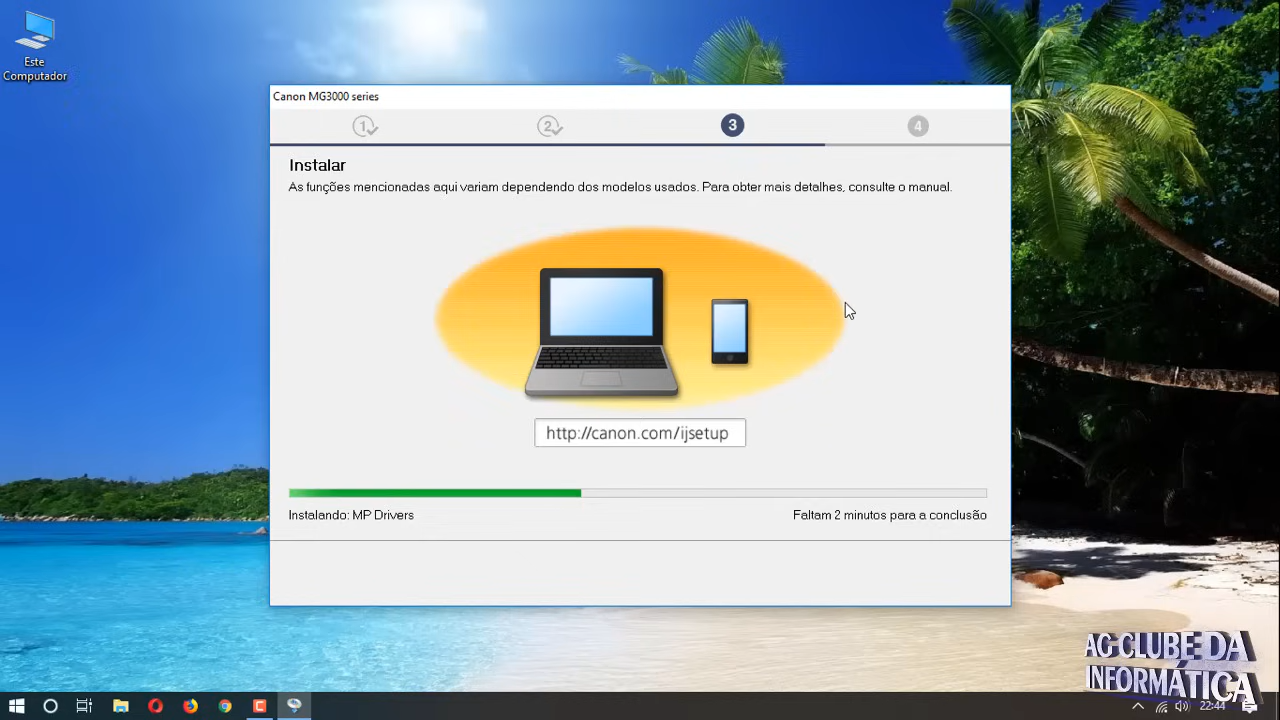 Este
Computador
Canon MG3000 series
1 2 3 4
Instalar
As funções mencionadas aqui variam dependendo dos modelos usados. Para obter mais detalhes, consulte o manual.
http://canon.com/ijsetup
Instalando: MP Drivers
Faltam 2 minutos para a conclusão
AG CLUBE DA
INFORMÁTICA
22:44